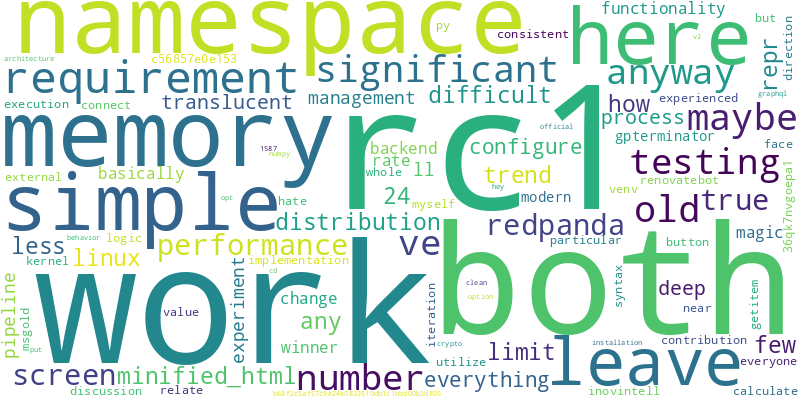 namespace
here
functionality
but
consistent
py
direction
v2
architecture
c56857e0e153
requirement
significant
anyway
repr
execution
connect
translucent
management
difficult
how
experienced
graphql
memory
rc1
maybe
official
process
gpterminator
face
1587
numpy
backend
configure
rate
whole
ll
trend
testing
renovatebot
external
basically
simple
opt
hate
24
myself
hey
modern
venv
old
true
magic
36qk7nvgoepa1
distribution
redpanda
particular
button
less
linux
behavior
logic
performance
ve
work
both
kernel
implementation
cd
deep
syntax
getitem
pipeline
msgold
value
experiment
change
any
winner
iteration
clean
option
near
put
crypto
limit
installation
contribution
few
leave
everyone
screen
minified_html
number
everything
utilize
discussion
relate
inovintell
calculate